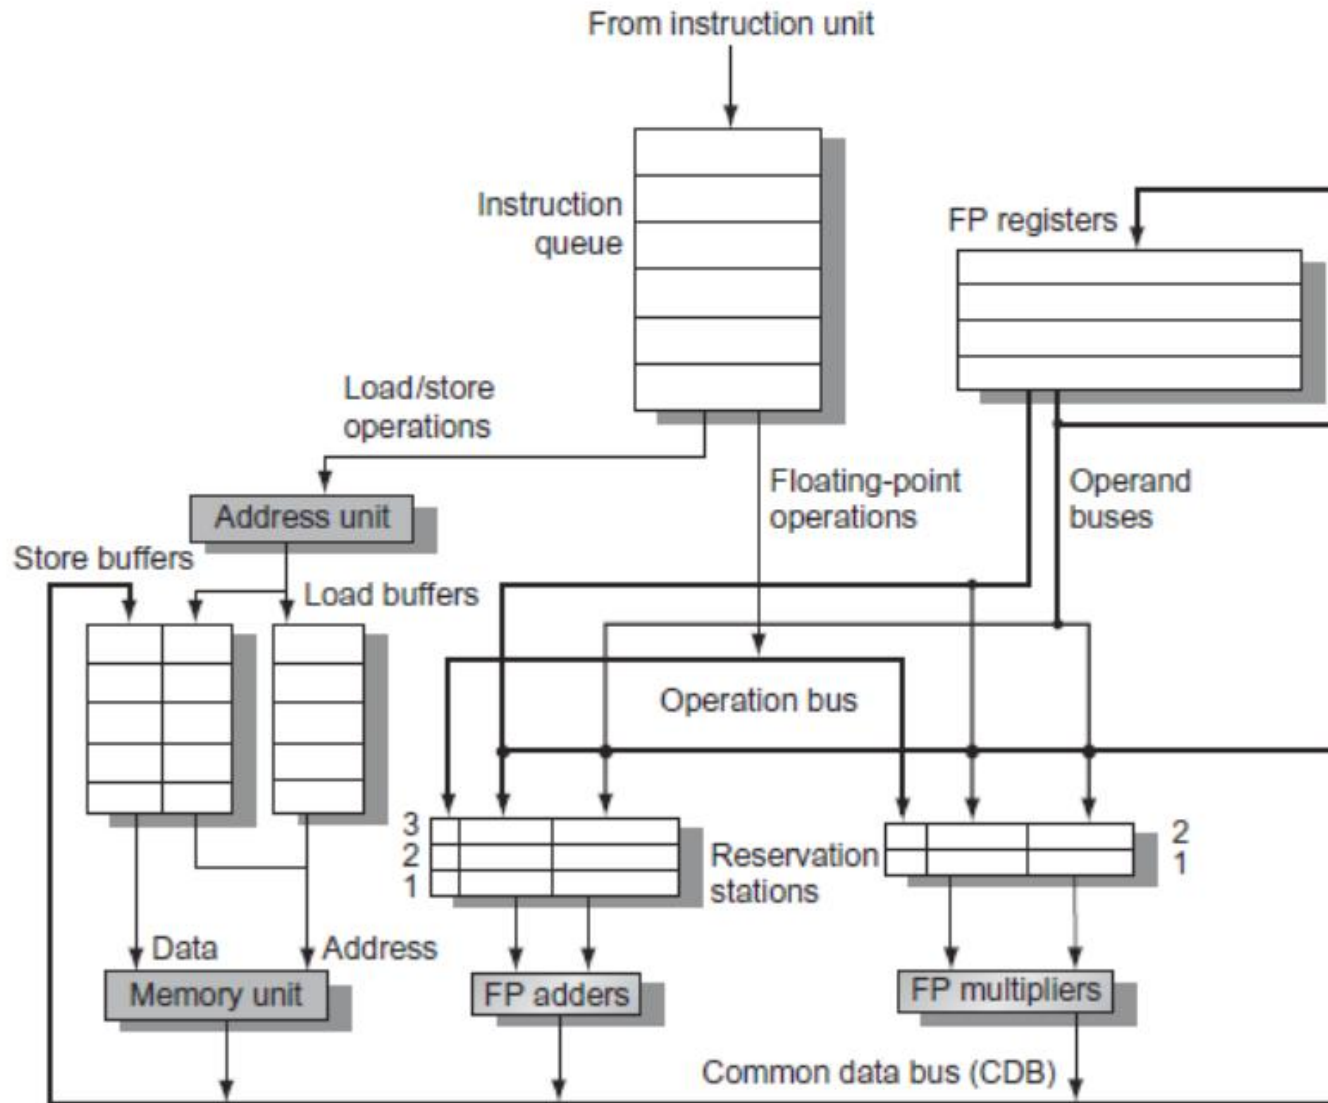 From instruction unit
Instruction
queue
FP registers
Load/store
operations
Floating-point
operations
Operand
buses
Address unit
Store buffers
Load buffers
Operation bus
3
2
1
Reservation
stations
2
1
Data
Address
Memory unit
FP adders
FP multipliers
Common data bus (CDB)